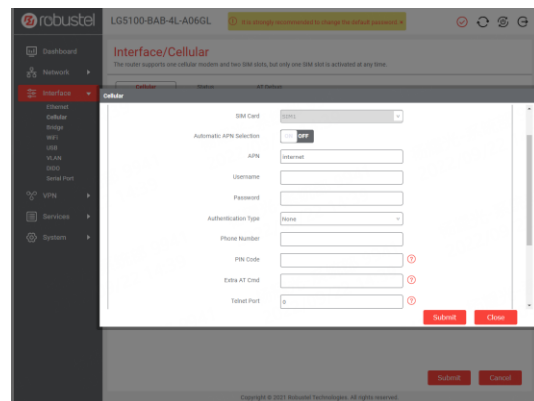 robustel
LG5100-BAB-4L-A06GL
It is strongly recommended to change the default password.
Dashboard
Network
Interface
Ethernet
Cellular
Bridge
WiFi
USB
VLAN
DIDO
Serial Port
VPN
Services
System
Interface/Cellular
The router supports one cellular modem and two SIM slots, but only one SIM slot is activated at any time
Cellular Status AT Debug
Cellular
SIM Card SIM1
Automatic APN Selection ON OFF
APN internet
Username
Password
Authentication Type None
Phone Number
PIN Code
Extra AT Cmd
Telnet Port 0
Submit Close
Submit Cancel
Copyright © 2021 Robustel Technologies. All rights reserved.